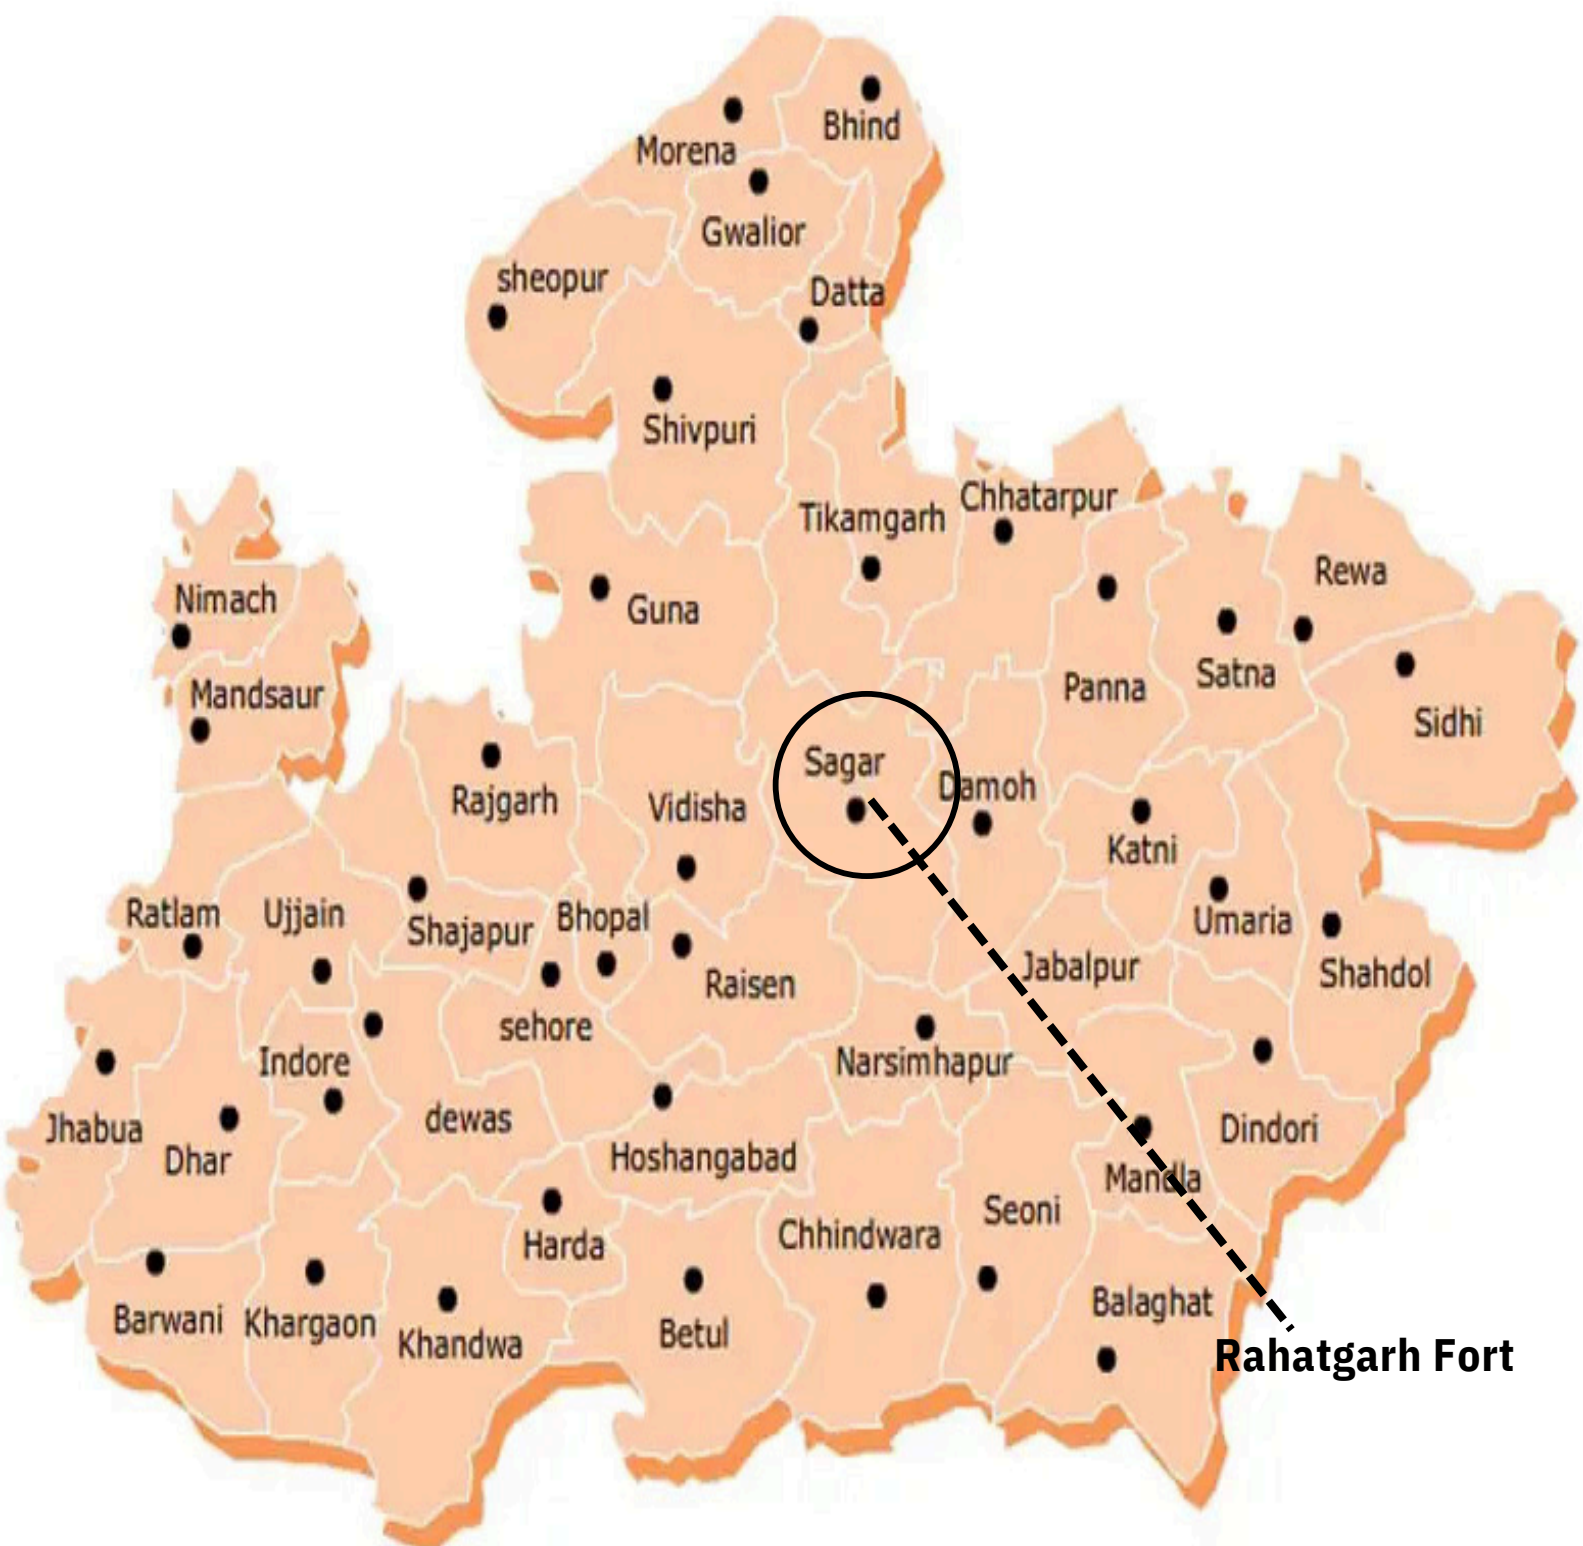 Bhind
Morena
Gwalior
sheopur
Datta
Shivpuri
Chhatarpur
Tikamgarh
Rewa
Nimach
Guna
Satna
Panna
Mandsaur
Sidhi
Sagar
Damoh
Rajgarh
Vidisha
Katni
Ratlam
Ujjain
Bhopal
Umaria
Shajapur
Jabalpur
Shahdol
Raisen
sehore
Indore
Narsimhapur
dewas
Jhabua
Dindori
Dhar
Hoshangabad
Mandla
Seoni
Chhindwara
Harda
Balaghat
Barwani
Khargaon
Betul
Khandwa
Rahatgarh Fort